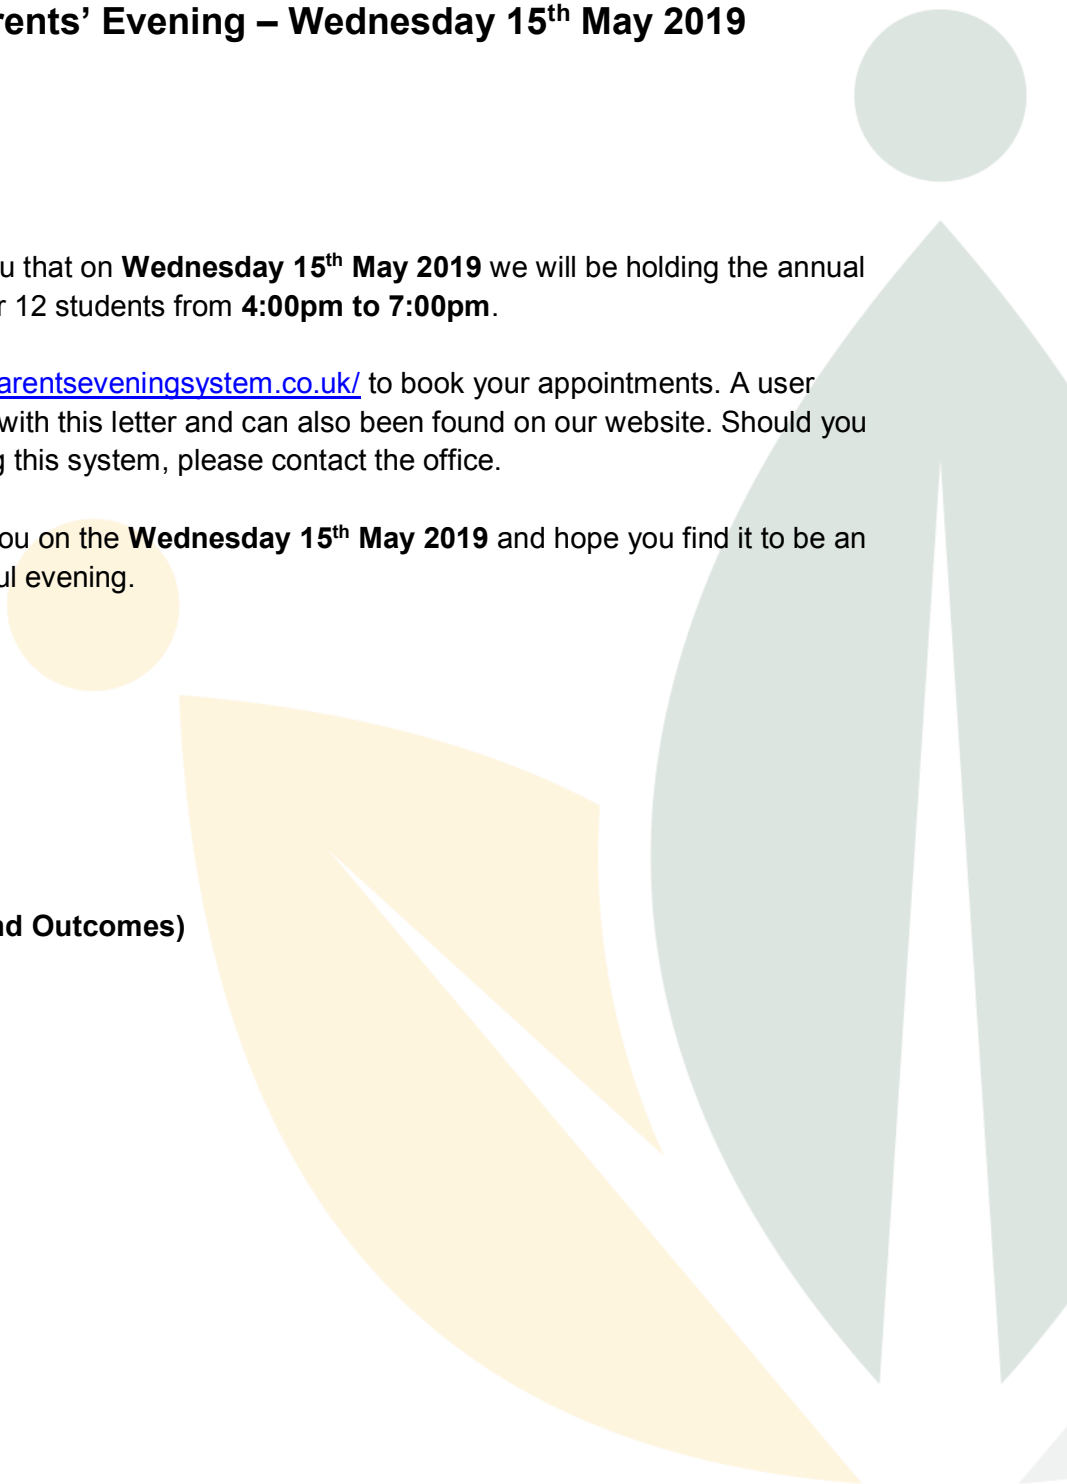 rents’ Evening – Wednesday 15th May 2019
u that on Wednesday 15th May 2019 we will be holding the annual
r 12 students from 4:00pm to 7:00pm.
arentseveningsystem.co.uk/ to book your appointments. A user
with this letter and can also been found on our website. Should you
g this system, please contact the office.
ou on the Wednesday 15th May 2019 and hope you find it to be an
ul evening.
nd Outcomes)